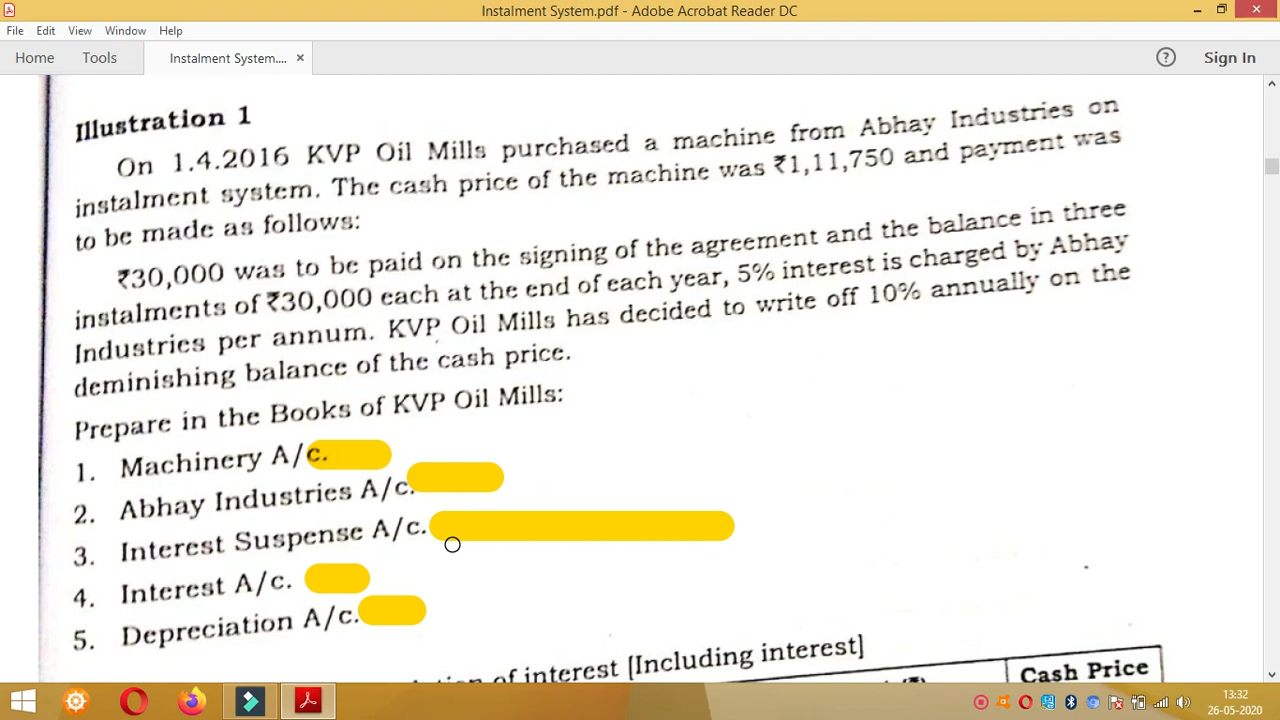 Instalment System.pdf - Adobe Acrobat Reader DC
File Edit View Window Help
Home Tools Instalment System.... × Sign In
Illustration 1
On 1.4.2016 KVP Oil Mills purchased a machine from Abhay Industries on
instalment system. The cash price of the machine was ₹1,11,750 and payment was
to be made as follows:
₹30,000 was to be paid on the signing of the agreement and the balance in three
instalments of ₹30,000 each at the end of each year, 5% interest is charged by Abhay
Industries per annum. KVP Oil Mills has decided to write off 10% annually on the
deminishing balance of the cash price.
Prepare in the Books of KVP Oil Mills:
1. Machinery A/c.
2. Abhay Industries A/c.
3. Interest Suspense A/c.
4. Interest A/c.
5. Depreciation A/c.
of interest [Including interest]
Cash Price
13:32
26-05-2020